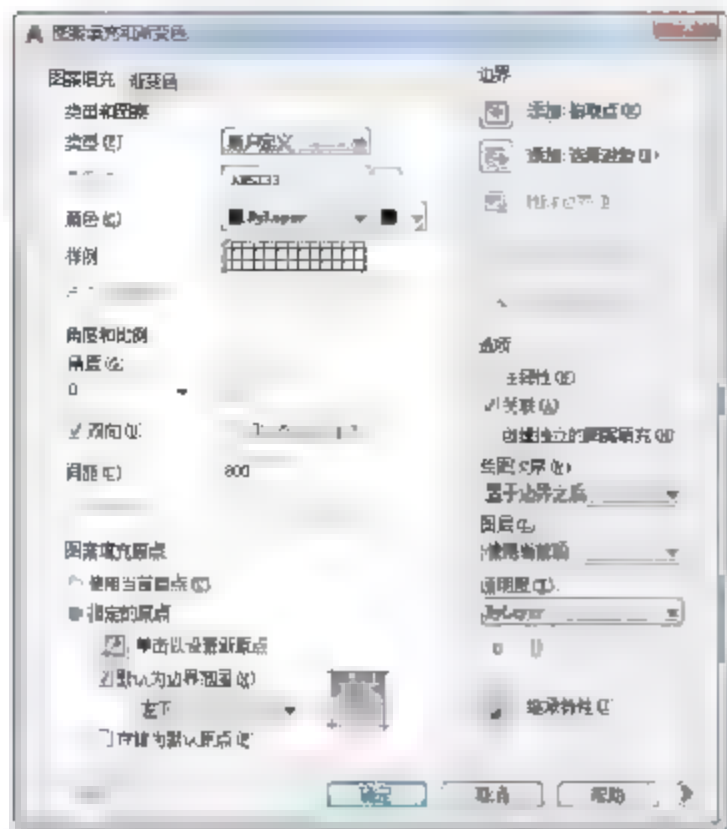 图案填充和渐变色
图案填充 渐变色
类型和图案
类型(Y)
用户定义
ANSI33
颜色(C)
ByLayer
样例
角度和比例
角度(G)
0
双向(U)
间距(C)
800
图案填充原点
使用当前原点(T)
指定的原点
单击以设置新原点
默认为边界范围(X)
左下
存储为默认原点(F)
边界
添加:拾取点(K)
添加:选择对象(B)
选项
注释性(N)
关联(A)
创建独立的图案填充(H)
绘图次序(W)
置于边界之后
图层(L)
使用当前项
透明度(T)
ByLayer
0
继承特性(I)
确定
取消
帮助